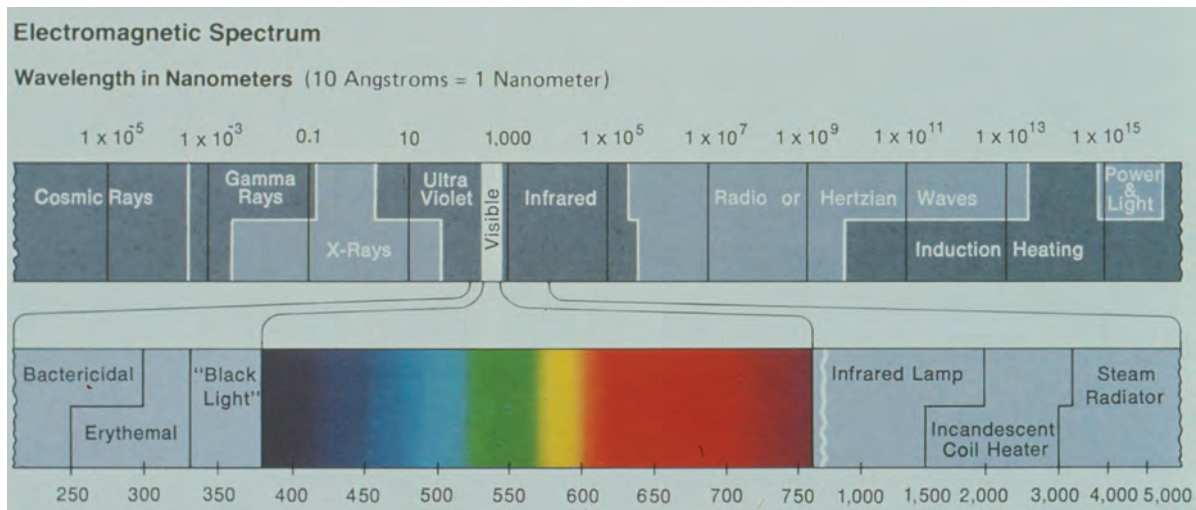 Electromagnetic Spectrum
Wavelength in Nanometers (10 Angstroms = 1 Nanometer)
1 x 10⁻⁵ 1 x 10⁻³ 0.1 10 1,000 1 x 10⁵ 1 x 10⁷ 1 x 10⁹ 1 x 10¹¹ 1 x 10¹³ 1 x 10¹⁵
Cosmic Rays
Gamma
Rays
X-Rays
Ultra
Violet
Visible
Infrared
Radio or Hertzian Waves
Induction Heating
Power
&
Light
Bactericidal
Erythemal
"Black
Light"
Infrared Lamp
Incandescent
Coil Heater
Steam
Radiator
250 300 350 400 450 500 550 600 650 700 750 1,000 1,500 2,000 3,000 4,000 5,000